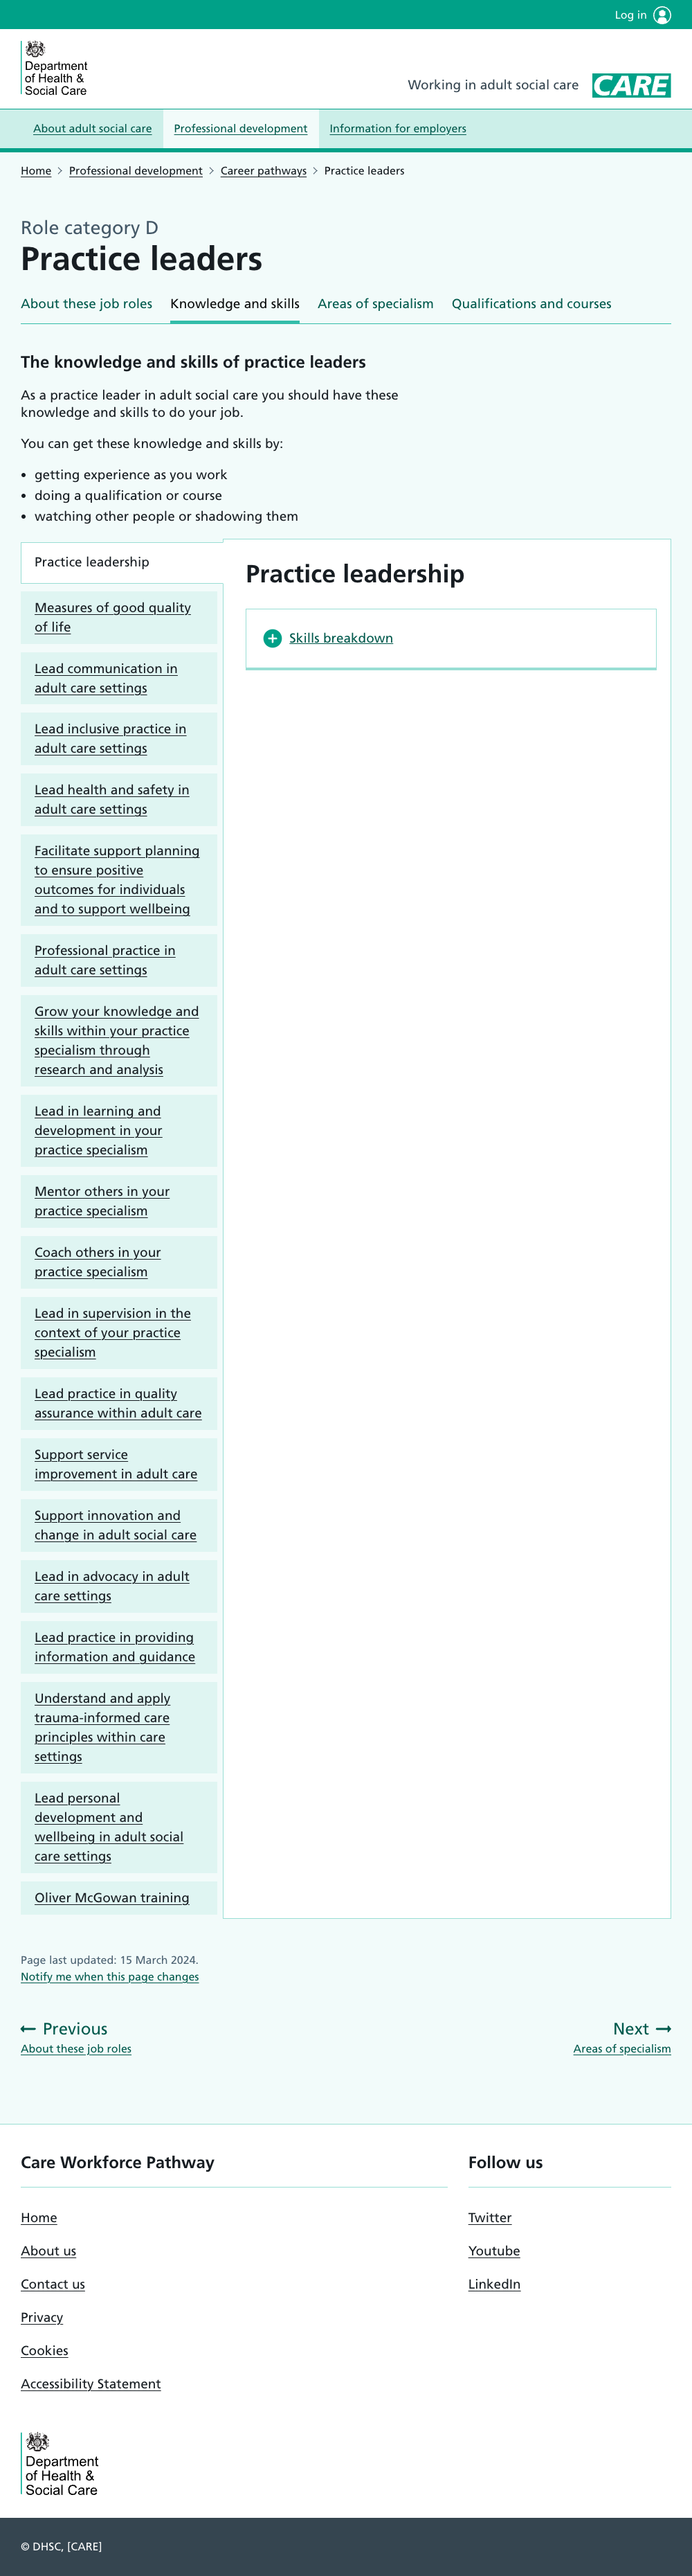 Log in
Department
of Health &
Social Care
Working in adult social care
CARE
About adult social care
Professional development
Information for employers
Home
Professional development
Career pathways
Practice leaders
Role category D
Practice leaders
About these job roles
Knowledge and skills
Areas of specialism
Qualifications and courses
The knowledge and skills of practice leaders
As a practice leader in adult social care you should have these
knowledge and skills to do your job.
You can get these knowledge and skills by:
• getting experience as you work
• doing a qualification or course
• watching other people or shadowing them
Practice leadership
Measures of good quality
of life
Lead communication in
adult care settings
Lead inclusive practice in
adult care settings
Lead health and safety in
adult care settings
Facilitate support planning
to ensure positive
outcomes for individuals
and to support wellbeing
Professional practice in
adult care settings
Grow your knowledge and
skills within your practice
specialism through
research and analysis
Lead in learning and
development in your
practice specialism
Mentor others in your
practice specialism
Coach others in your
practice specialism
Lead in supervision in the
context of your practice
specialism
Lead practice in quality
assurance within adult care
Support service
improvement in adult care
Support innovation and
change in adult social care
Lead in advocacy in adult
care settings
Lead practice in providing
information and guidance
Understand and apply
trauma-informed care
principles within care
settings
Lead personal
development and
wellbeing in adult social
care settings
Oliver McGowan training
Practice leadership
Skills breakdown
Page last updated: 15 March 2024.
Notify me when this page changes
Previous
About these job roles
Next
Areas of specialism
Care Workforce Pathway
Home
About us
Contact us
Privacy
Cookies
Accessibility Statement
Follow us
Twitter
Youtube
LinkedIn
Department
of Health &
Social Care
© DHSC, [CARE]